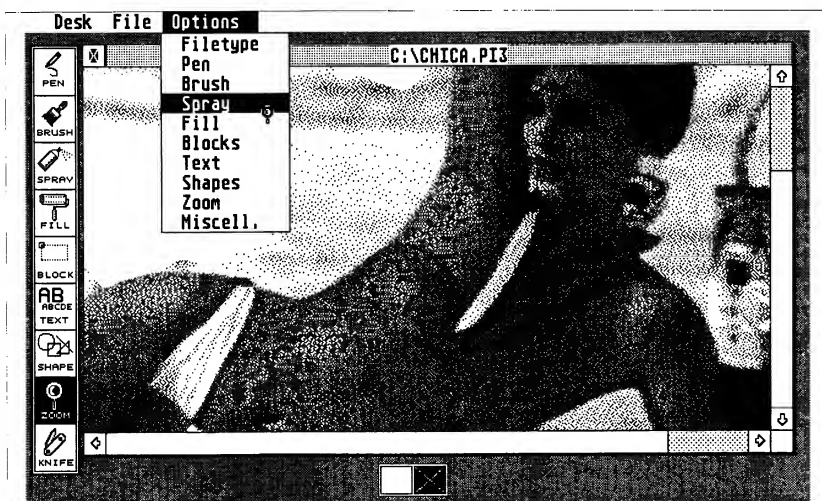 Desk File Options
C:\CHICA.PI3
Filetype
Pen
Brush
Spray
Fill
Blocks
Text
Shapes
Zoom
Miscell.
PEN
BRUSH
SPRAY
FILL
BLOCK
AB
ABCDE
TEXT
SHAPE
ZOOM
KNIFE